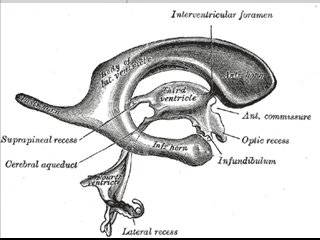 Interventricular foramen
Body of
lat. ventricle
Ant. horn
Third
ventricle
Ant. commissure
Suprapineal recess
Optic recess
Cerebral aqueduct
Inf. horn
Infundibulum
Fourth
ventricle
Lateral recess